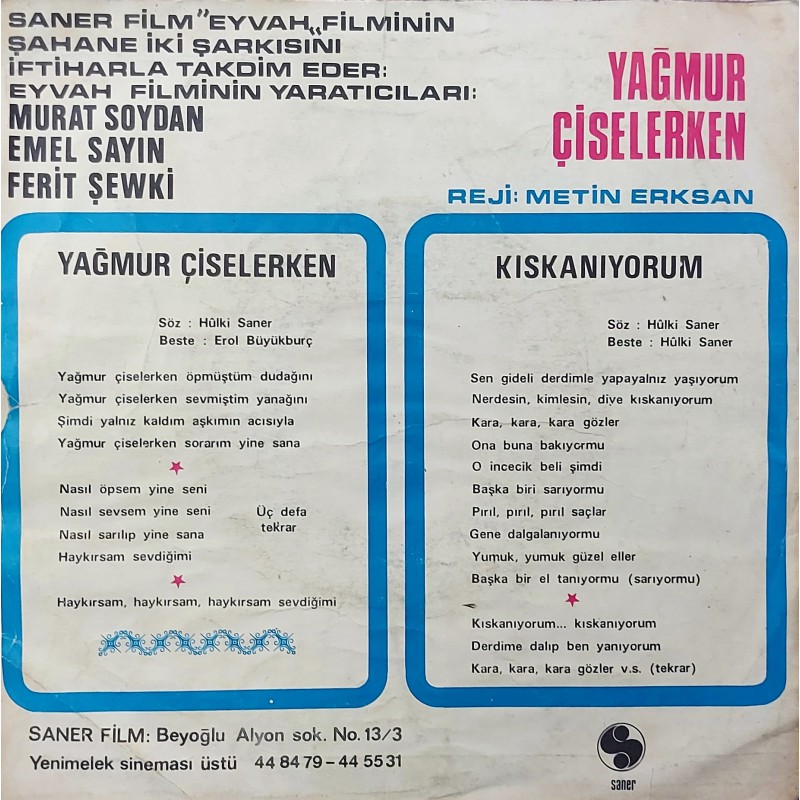 SANER FİLM "EYVAH„ FİLMİNİN
ŞAHANE İKİ ŞARKISINI
İFTİHARLA TAKDİM EDER:
EYVAH FİLMİNİN YARATICILARI:
MURAT SOYDAN
EMEL SAYIN
FERİT ŞEWKİ
YAĞMUR
ÇİSELERKEN
REJİ: METİN ERKSAN
YAĞMUR ÇİSELERKEN
Söz : Hûlki Saner
Beste : Erol Büyükburç
Yağmur çiselerken öpmüştüm dudağını
Yağmur çiselerken sevmiştim yanağını
Şimdi yalnız kaldım aşkımın acısıyla
Yağmur çiselerken sorarım yine sana
Nasıl öpsem yine seni
Nasıl sevsem yine seni
Nasıl sarılıp yine sana
Haykırsam sevdiğimi
Üç defa
tekrar
Haykırsam, haykırsam, haykırsam sevdiğimi
KISKANIYORUM
Söz : Hûlki Saner
Beste : Hûlki Saner
Sen gideli derdimle yapayalnız yaşıyorum
Nerdesin, kimlesin, diye kıskanıyorum
Kara, kara, kara gözler
Ona buna bakıyormu
O incecik beli şimdi
Başka biri sarıyormu
Pırıl, pırıl, pırıl saçlar
Gene dalgalanıyormu
Yumuk, yumuk güzel eller
Başka bir el tanıyormu (sarıyormu)
Kıskanıyorum... kıskanıyorum
Derdime dalıp ben yanıyorum
Kara, kara, kara gözler v.s. (tekrar)
SANER FİLM: Beyoğlu Alyon sok. No. 13/3
Yenimelek sineması üstü 44 84 79 – 44 55 31
saner